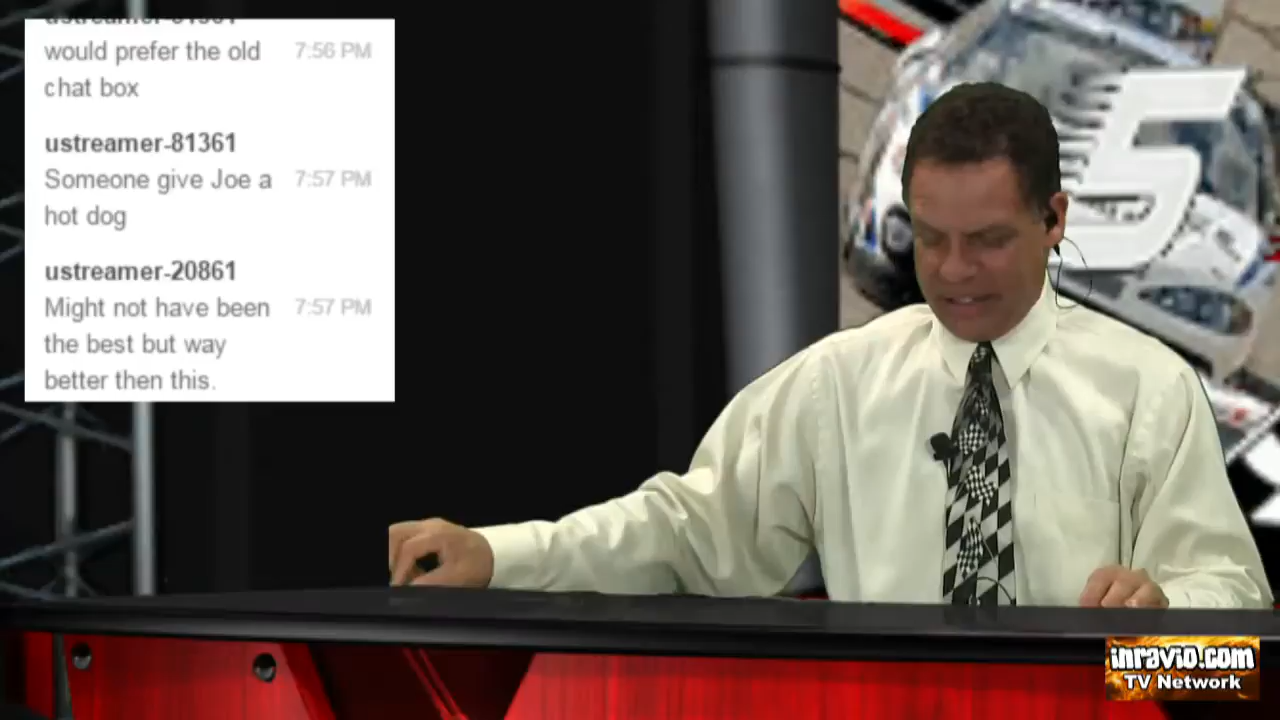 would prefer the old 7:56 PM
chat box
ustreamer-81361
Someone give Joe a 7:57 PM
hot dog
ustreamer-20861
Might not have been 7:57 PM
the best but way
better then this.
5
inravio.com
TV Network